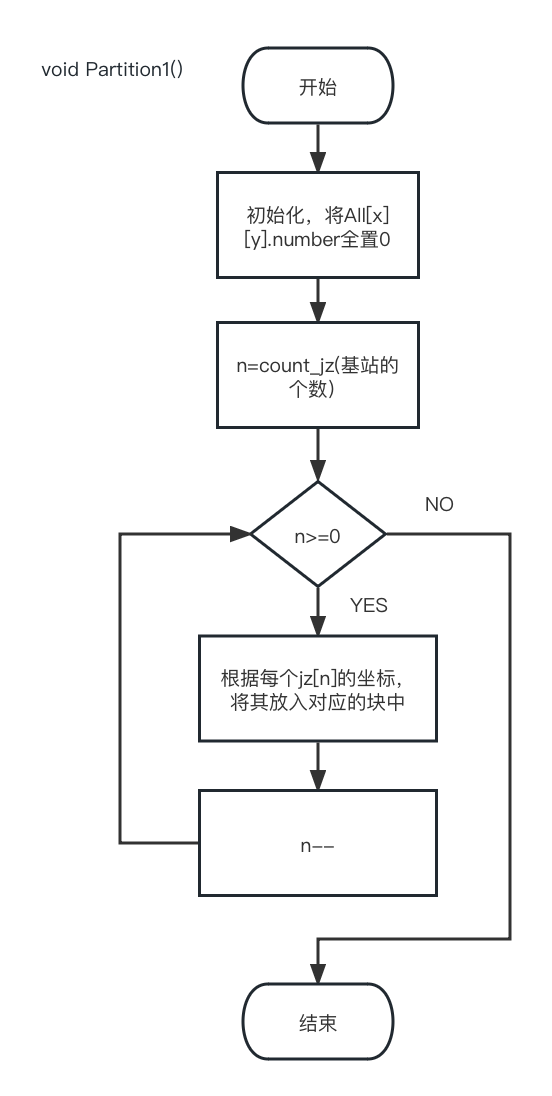 void Partition1()
开始
初始化，将All[x]
[y].number全置0
n=count_jz(基站的
个数)
n>=0
NO
YES
根据每个jz[n]的坐标，
将其放入对应的块中
n--
结束